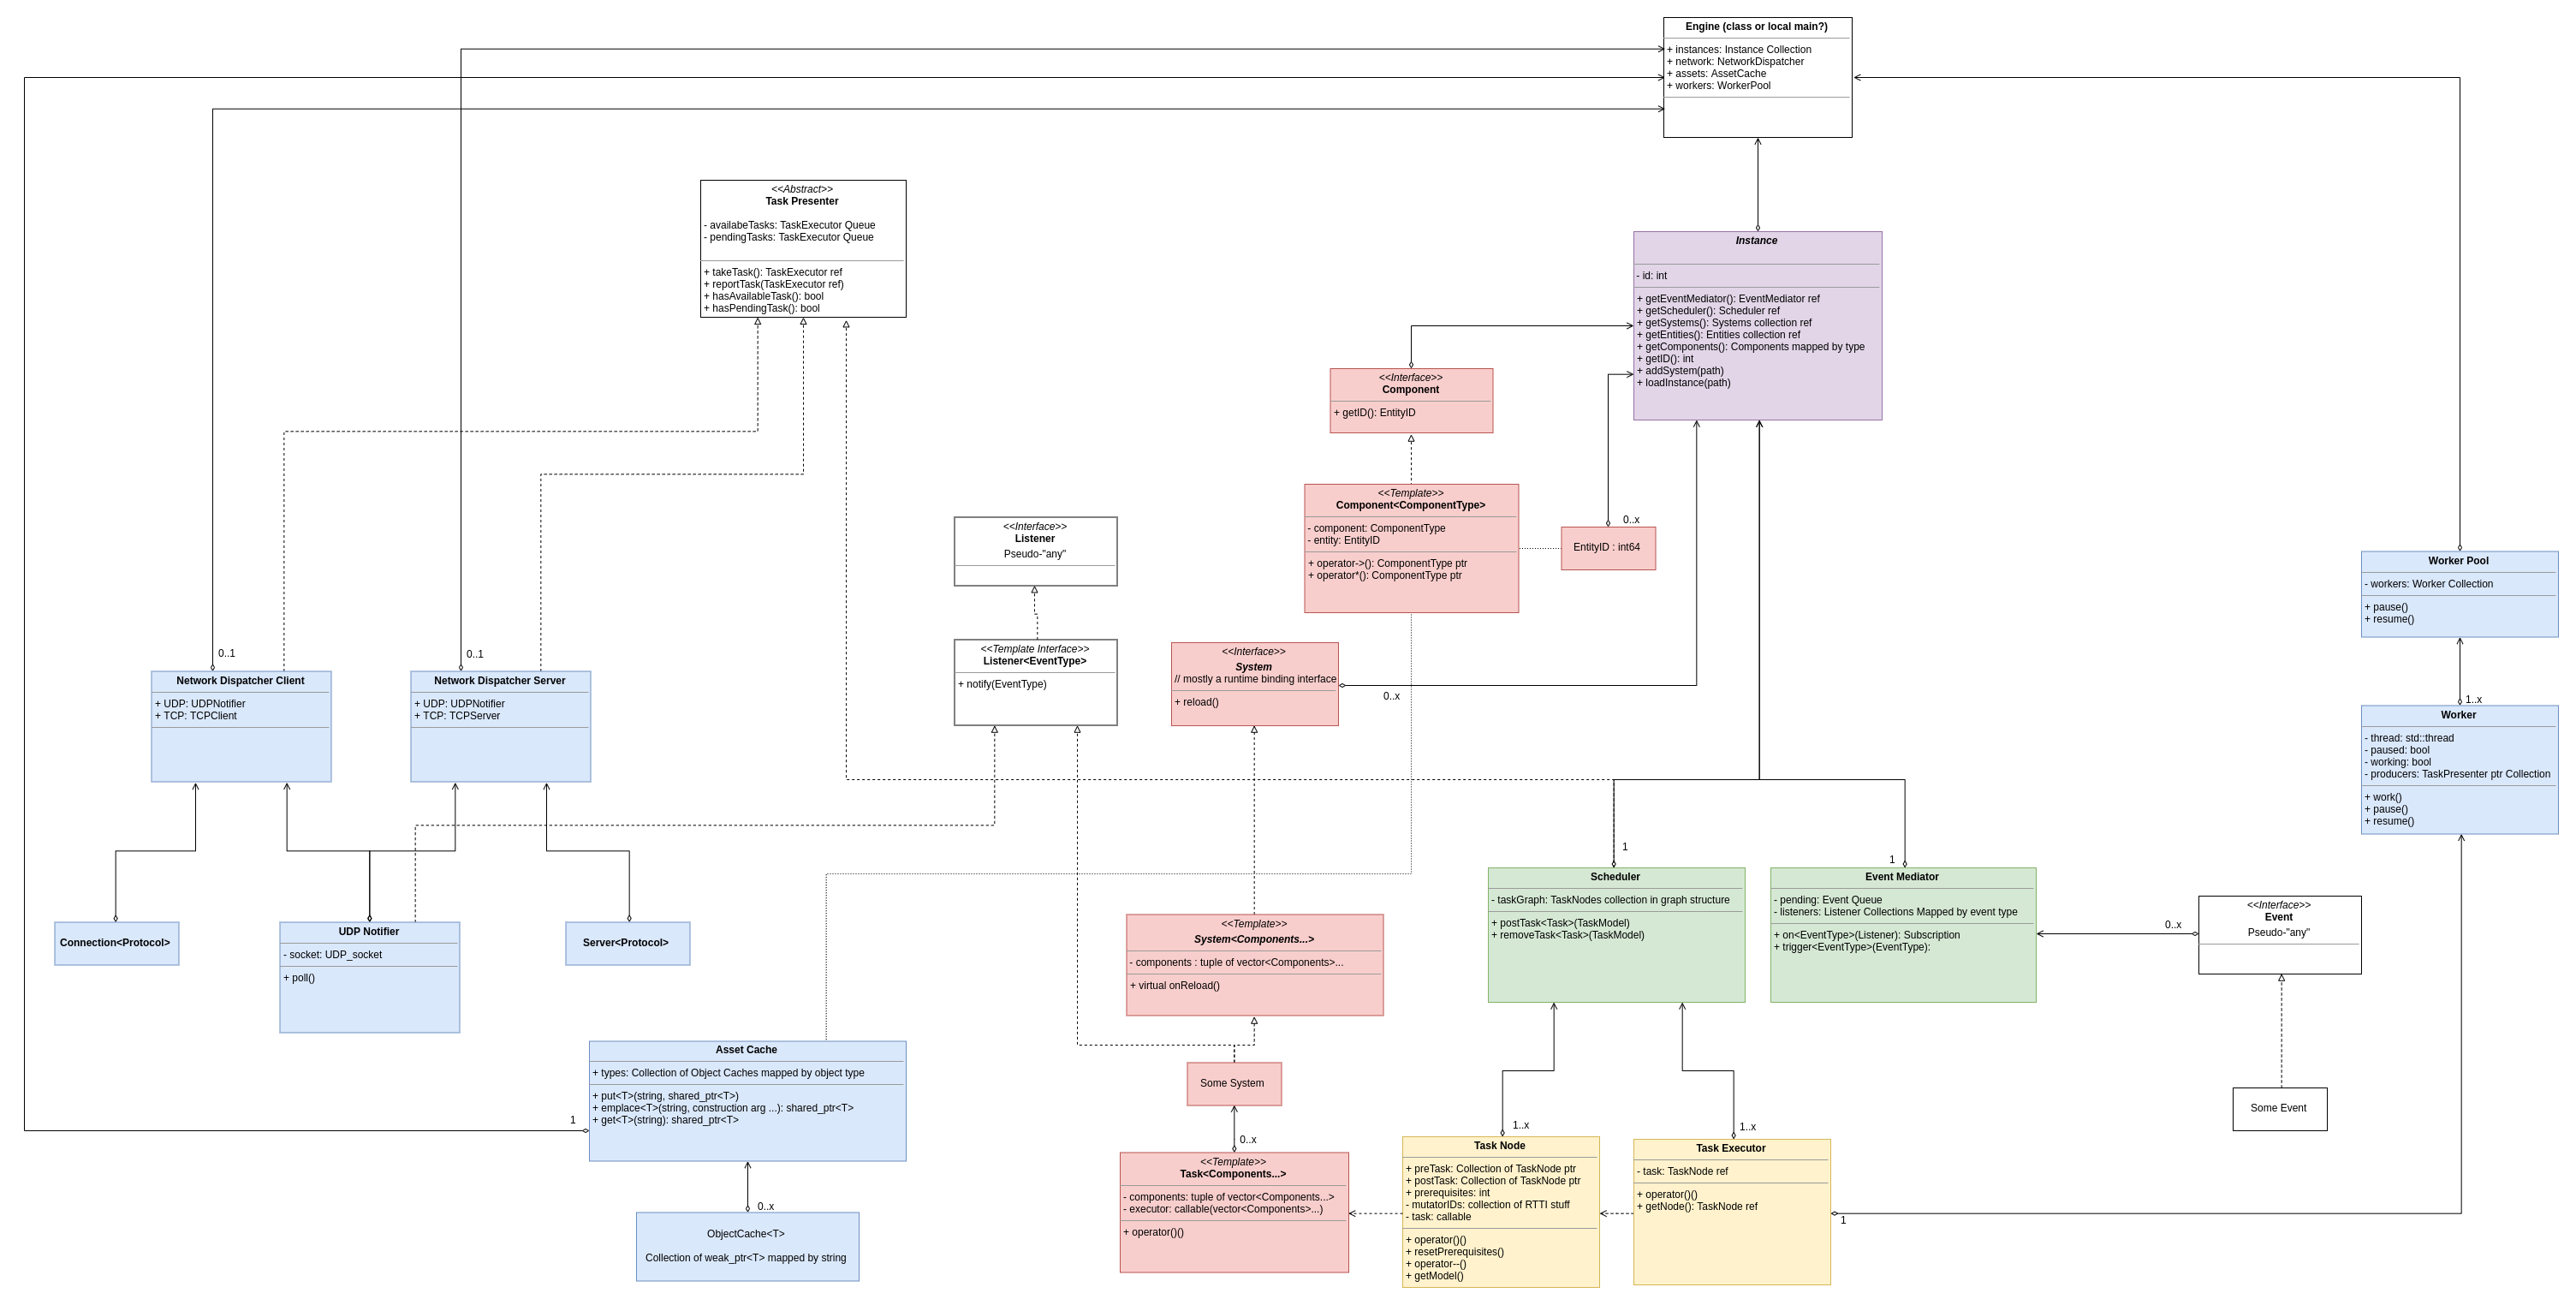 Engine (class or local main?)
+ instances: Instance Collection
+ network: NetworkDispatcher
+ assets: AssetCache
+ workers: WorkerPool
<<Abstract>>
Task Presenter
- availabeTasks: TaskExecutor Queue
- pendingTasks: TaskExecutor Queue
+ takeTask(): TaskExecutor ref
+ reportTask(TaskExecutor ref)
+ hasAvailableTask(): bool
+ hasPendingTask(): bool
Instance
- id: int
+ getEventMediator(): EventMediator ref
+ getScheduler(): Scheduler ref
+ getSystems(): Systems collection ref
+ getEntities(): Entities collection ref
+ getComponents(): Components mapped by type
+ getID(): int
+ addSystem(path)
+ loadInstance(path)
<<Interface>>
Component
+ getID(): EntityID
<<Template>>
Component<ComponentType>
- component: ComponentType
- entity: EntityID
+ operator->(): ComponentType ptr
+ operator*(): ComponentType ptr
0..x
EntityID : int64
<<Interface>>
Listener
Pseudo-"any"
<<Template Interface>>
Listener<EventType>
+ notify(EventType)
<<Interface>>
System
// mostly a runtime binding interface
+ reload()
0..x
Worker Pool
- workers: Worker Collection
+ pause()
+ resume()
1..x
Worker
- thread: std::thread
- paused: bool
- working: bool
- producers: TaskPresenter ptr Collection
+ work()
+ pause()
+ resume()
0..1
Network Dispatcher Client
+ UDP: UDPNotifier
+ TCP: TCPClient
0..1
Network Dispatcher Server
+ UDP: UDPNotifier
+ TCP: TCPServer
Connection<Protocol>
UDP Notifier
- socket: UDP_socket
+ poll()
Server<Protocol>
1
Scheduler
- taskGraph: TaskNodes collection in graph structure
+ postTask<Task>(TaskModel)
+ removeTask<Task>(TaskModel)
1
Event Mediator
- pending: Event Queue
- listeners: Listener Collections Mapped by event type
+ on<EventType>(Listener): Subscription
+ trigger<EventType>(EventType):
0..x
<<Interface>>
Event
Pseudo-"any"
Some Event
<<Template>>
System<Components...>
- components : tuple of vector<Components>...
+ virtual onReload()
Some System
0..x
<<Template>>
Task<Components...>
- components: tuple of vector<Components...>
- executor: callable(vector<Components>...)
+ operator()()
1..x
Task Node
+ preTask: Collection of TaskNode ptr
+ postTask: Collection of TaskNode ptr
+ prerequisites: int
- mutatorIDs: collection of RTTI stuff
- task: callable
+ operator()()
+ resetPrerequisites()
+ operator--()
+ getModel()
1..x
Task Executor
- task: TaskNode ref
+ operator()()
+ getNode(): TaskNode ref
1
1
Asset Cache
+ types: Collection of Object Caches mapped by object type
+ put<T>(string, shared_ptr<T>)
+ emplace<T>(string, construction arg ...): shared_ptr<T>
+ get<T>(string): shared_ptr<T>
0..x
ObjectCache<T>
Collection of weak_ptr<T> mapped by string